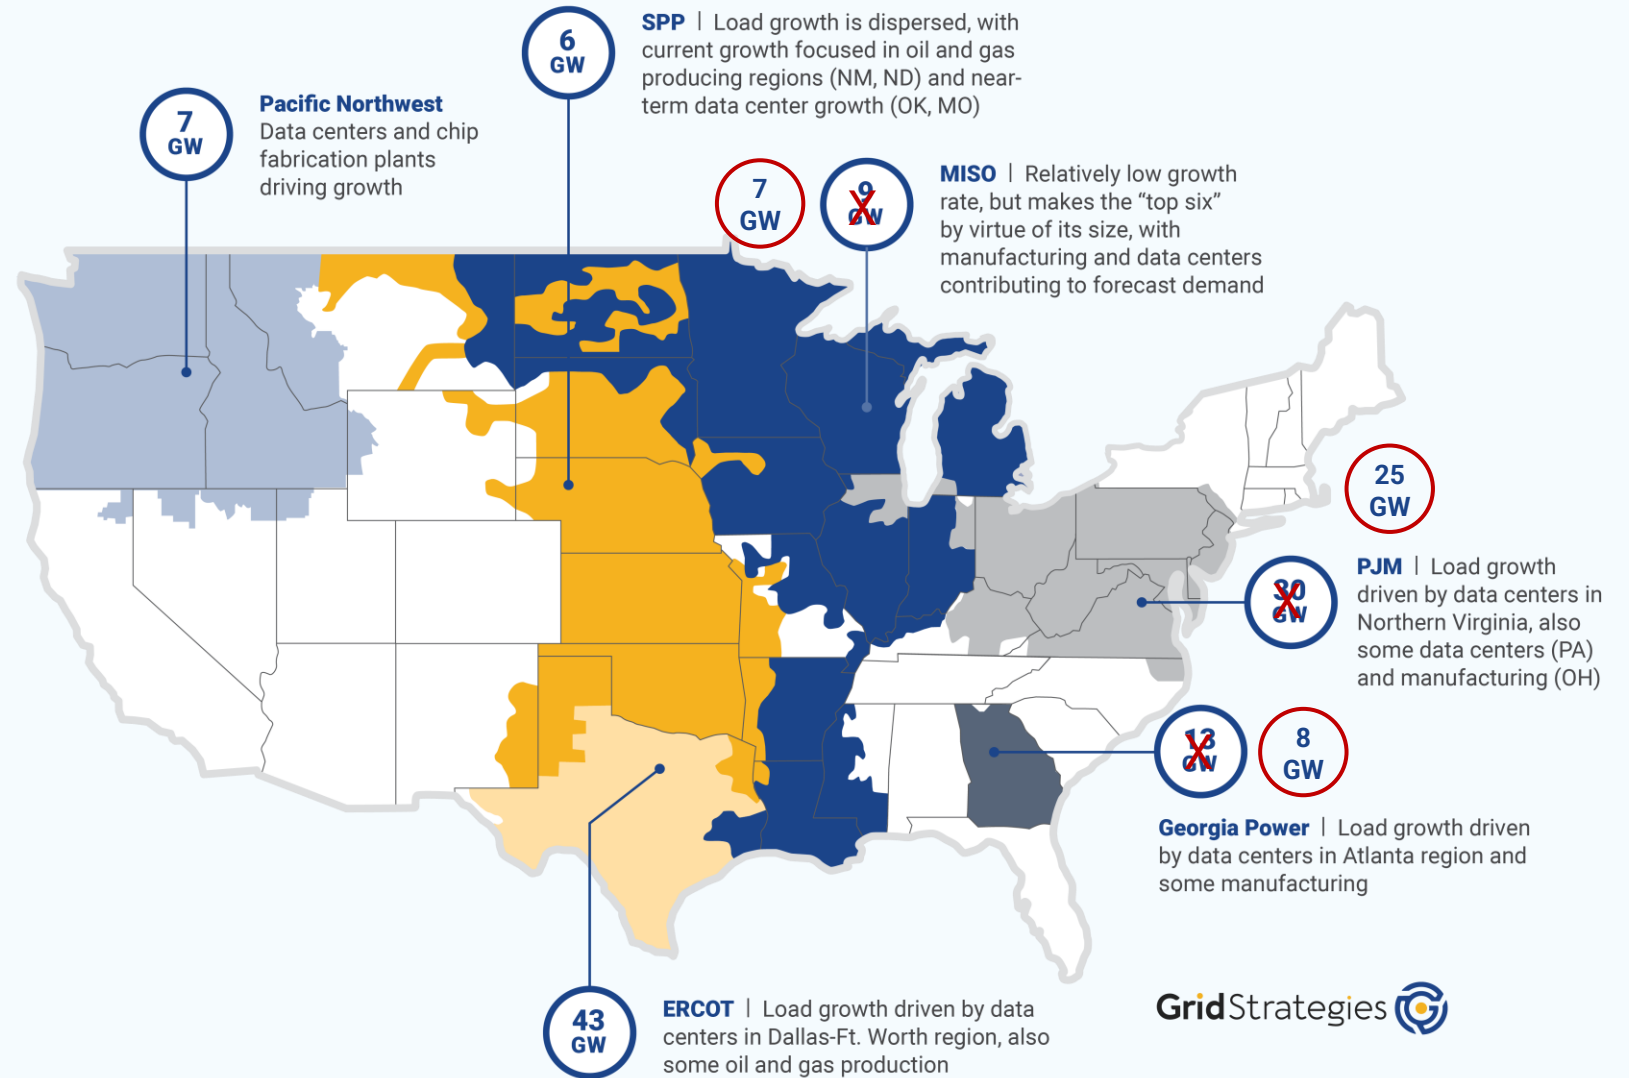 6
GW
SPP | Load growth is dispersed, with
current growth focused in oil and gas
producing regions (NM, ND) and near-
term data center growth (OK, MO)
7
GW
Pacific Northwest
Data centers and chip
fabrication plants
driving growth
7
GW
9
GW
MISO | Relatively low growth
rate, but makes the “top six”
by virtue of its size, with
manufacturing and data centers
contributing to forecast demand
25
GW
30
GW
PJM | Load growth
driven by data centers in
Northern Virginia, also
some data centers (PA)
and manufacturing (OH)
13
GW
8
GW
Georgia Power | Load growth driven
by data centers in Atlanta region and
some manufacturing
43
GW
ERCOT | Load growth driven by data
centers in Dallas-Ft. Worth region, also
some oil and gas production
GridStrategies